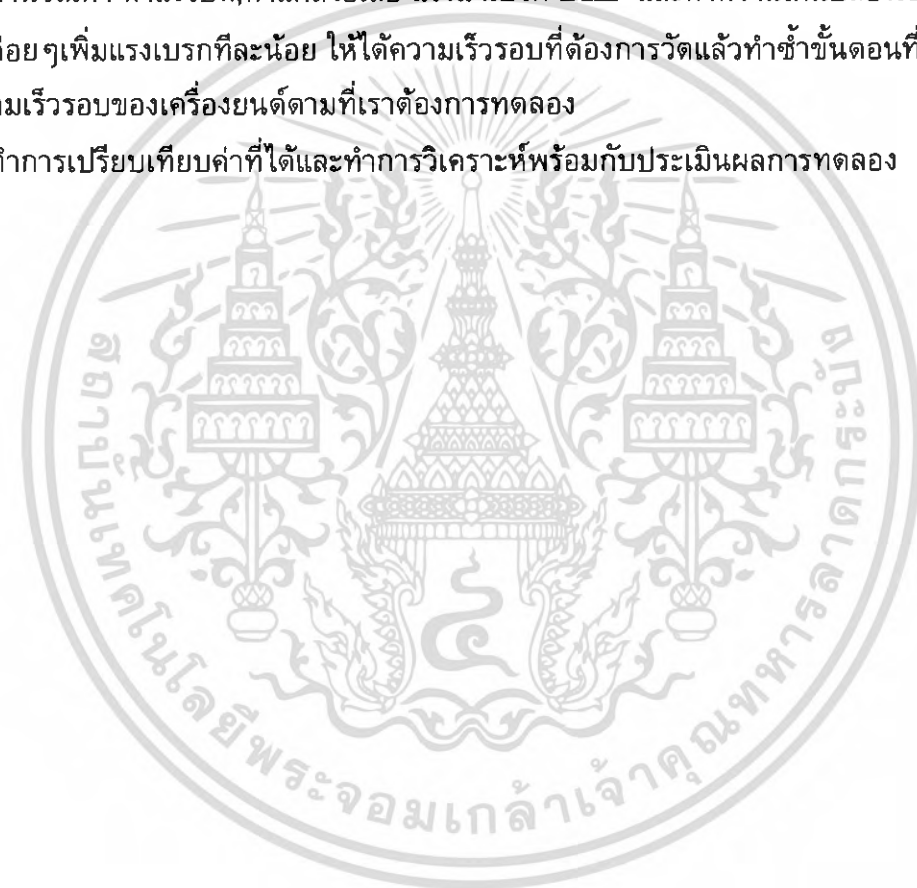 ค่อยๆเพิ่มแรงเบรกทีละน้อย ให้ได้ความเร็วรอบที่ต้องการวัดแล้วทำซ้ำขั้นตอนที่
ามเร็วรอบของเครื่องยนต์ตามที่เราต้องการทดลอง
ทำการเปรียบเทียบค่าที่ได้และทำการวิเคราะห์พร้อมกับประเมินผลการทดลอง
สถาบันเทคโนโลยีพระจอมเกล้าเจ้าคุณทหารลาดกระบัง